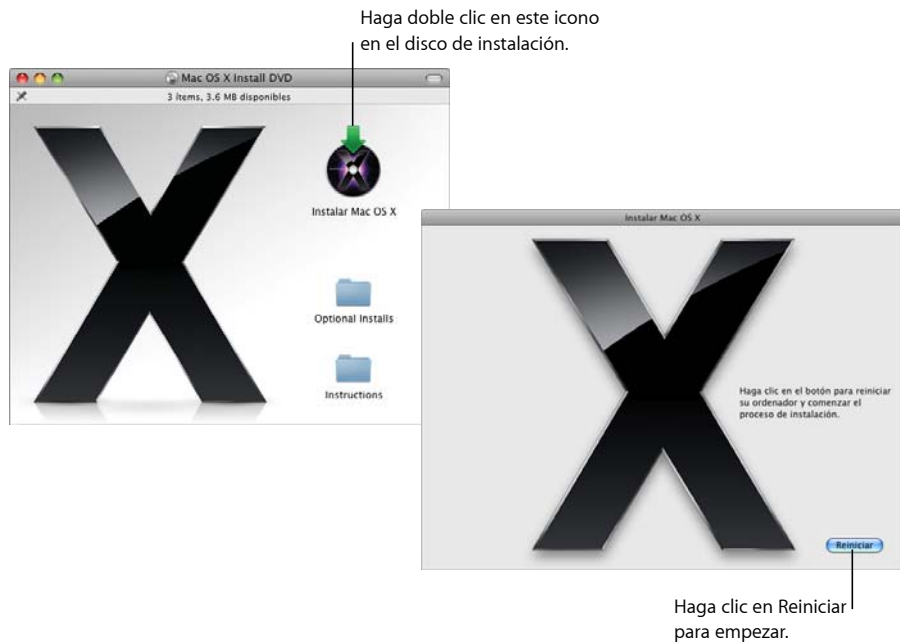 Haga doble clic en este icono
en el disco de instalación.
Mac OS X Install DVD
3 ítems, 3.6 MB disponibles
Instalar Mac OS X
Optional Installs
Instructions
Instalar Mac OS X
Haga clic en el botón para reiniciar
su ordenador y comenzar el
proceso de instalación.
Reiniciar
Haga clic en Reiniciar
para empezar.